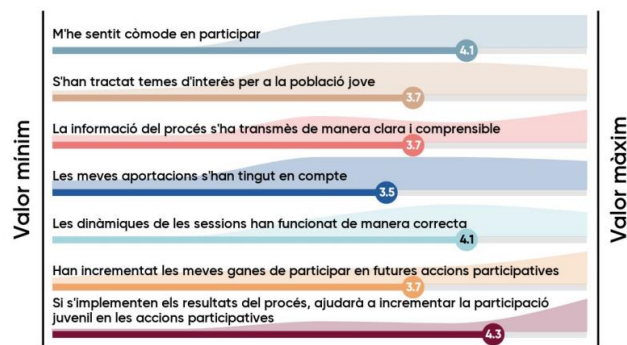 Valor mínim
M'he sentit còmode en participar
4.1
S'han tractat temes d'interès per a la població jove
3.7
La informació del procés s'ha transmès de manera clara i comprensible
3.7
Les meves aportacions s'han tingut en compte
3.5
Les dinàmiques de les sessions han funcionat de manera correcta
4.1
Han incrementat les meves ganes de participar en futures accions participatives
3.7
Si s'implementen els resultats del procés, ajudarà a incrementar la participació
juvenil en les accions participatives
4.3
Valor màxim